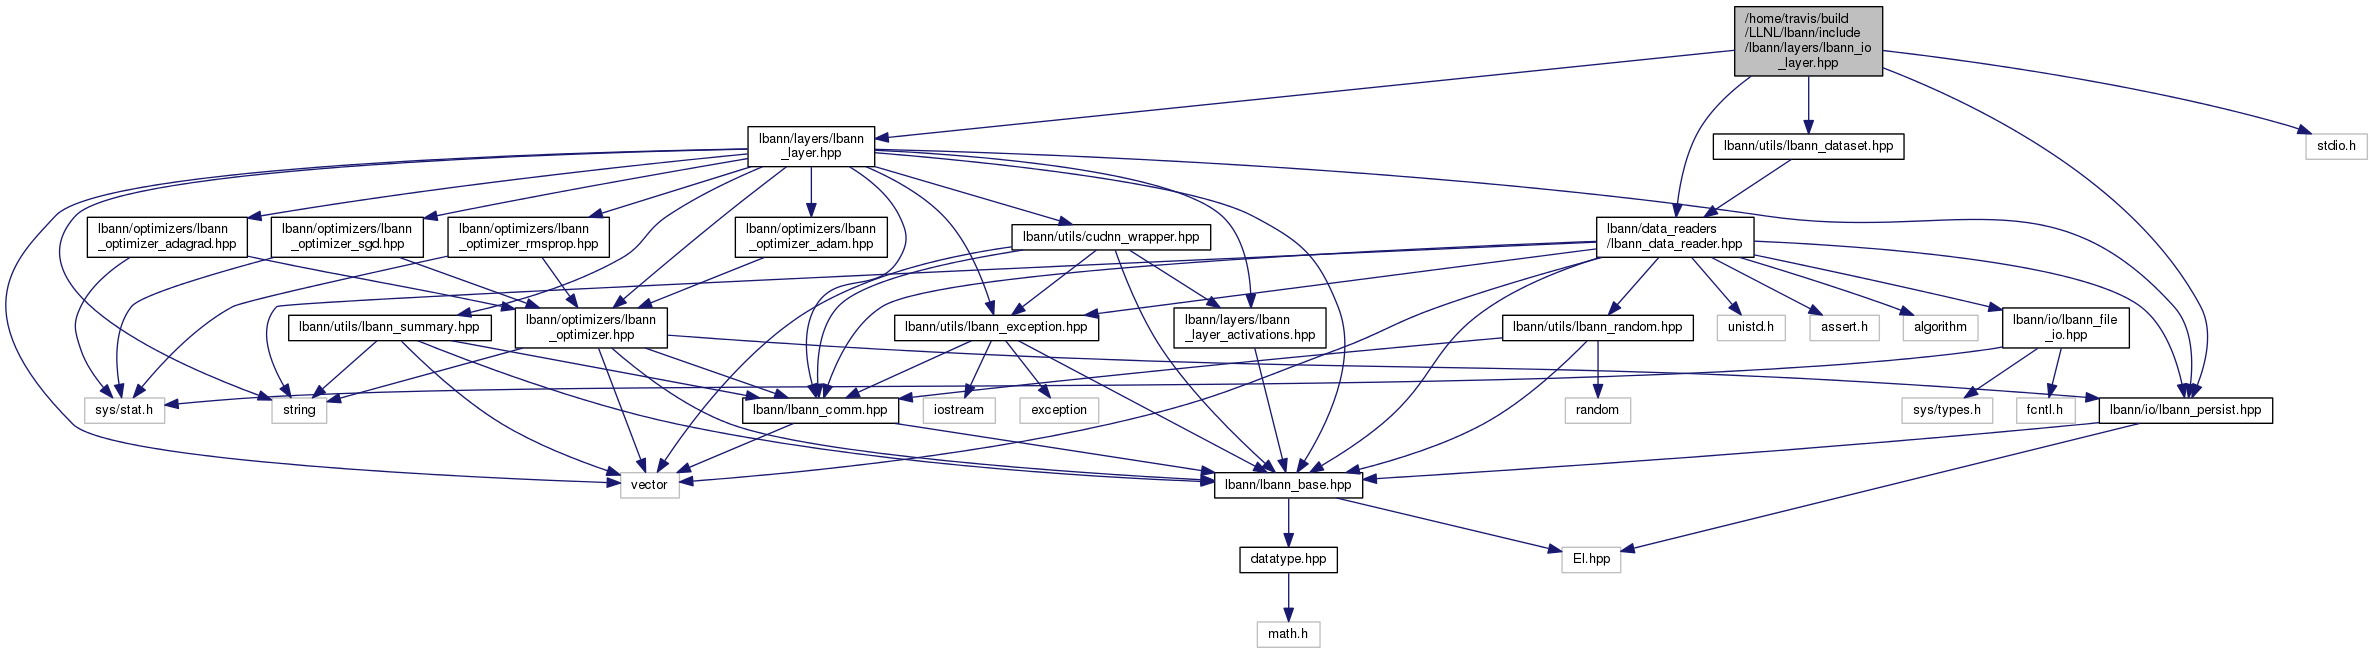 /home/travis/build
/LLNL/lbann/include
/lbann/layers/lbann_io
_layer.hpp
lbann/layers/lbann
_layer.hpp
lbann/utils/lbann_dataset.hpp
stdio.h
lbann/optimizers/lbann
_optimizer_adagrad.hpp
lbann/optimizers/lbann
_optimizer_sgd.hpp
lbann/optimizers/lbann
_optimizer_rmsprop.hpp
lbann/optimizers/lbann
_optimizer_adam.hpp
lbann/utils/cudnn_wrapper.hpp
lbann/data_readers
/lbann_data_reader.hpp
lbann/utils/lbann_summary.hpp
lbann/optimizers/lbann
_optimizer.hpp
lbann/utils/lbann_exception.hpp
lbann/layers/lbann
_layer_activations.hpp
lbann/utils/lbann_random.hpp
unistd.h
assert.h
algorithm
lbann/io/lbann_file
_io.hpp
sys/stat.h
string
lbann/lbann_comm.hpp
iostream
exception
random
sys/types.h
fcntl.h
lbann/io/lbann_persist.hpp
vector
lbann/lbann_base.hpp
datatype.hpp
El.hpp
math.h